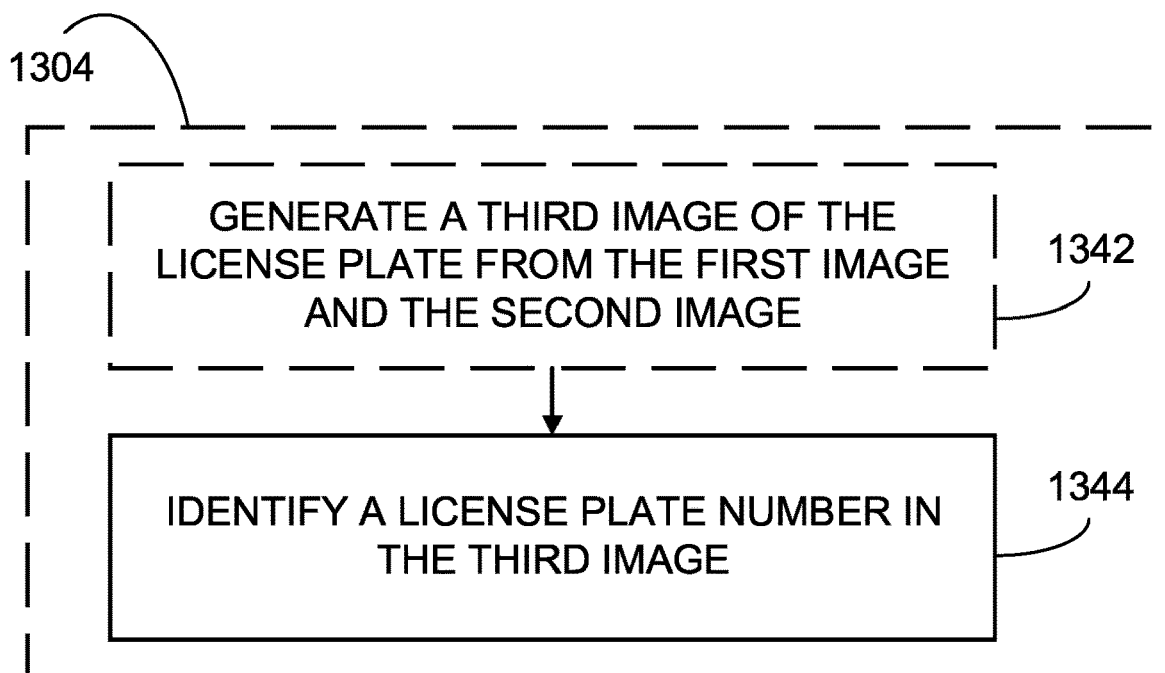 1304
GENERATE A THIRD IMAGE OF THE
LICENSE PLATE FROM THE FIRST IMAGE
AND THE SECOND IMAGE
1342
IDENTIFY A LICENSE PLATE NUMBER IN
THE THIRD IMAGE
1344